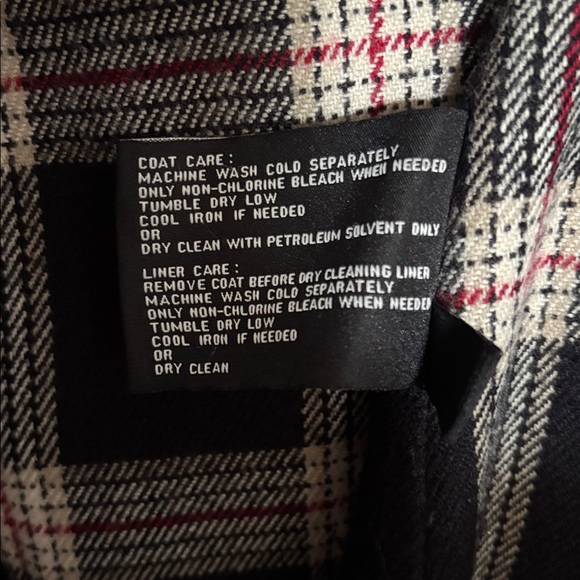 COAT CARE:
MACHINE WASH COLD SEPARATELY
ONLY NON-CHLORINE BLEACH WHEN NEEDED
TUMBLE DRY LOW
COOL IRON IF NEEDED
OR
DRY CLEAN WITH PETROLEUM SOLVENT ONLY
LINER CARE:
REMOVE COAT BEFORE DRY CLEANING LINER
MACHINE WASH COLD SEPARATELY
ONLY NON-CHLORINE BLEACH WHEN NEEDED
TUMBLE DRY LOW
COOL IRON IF NEEDED
OR
DRY CLEAN